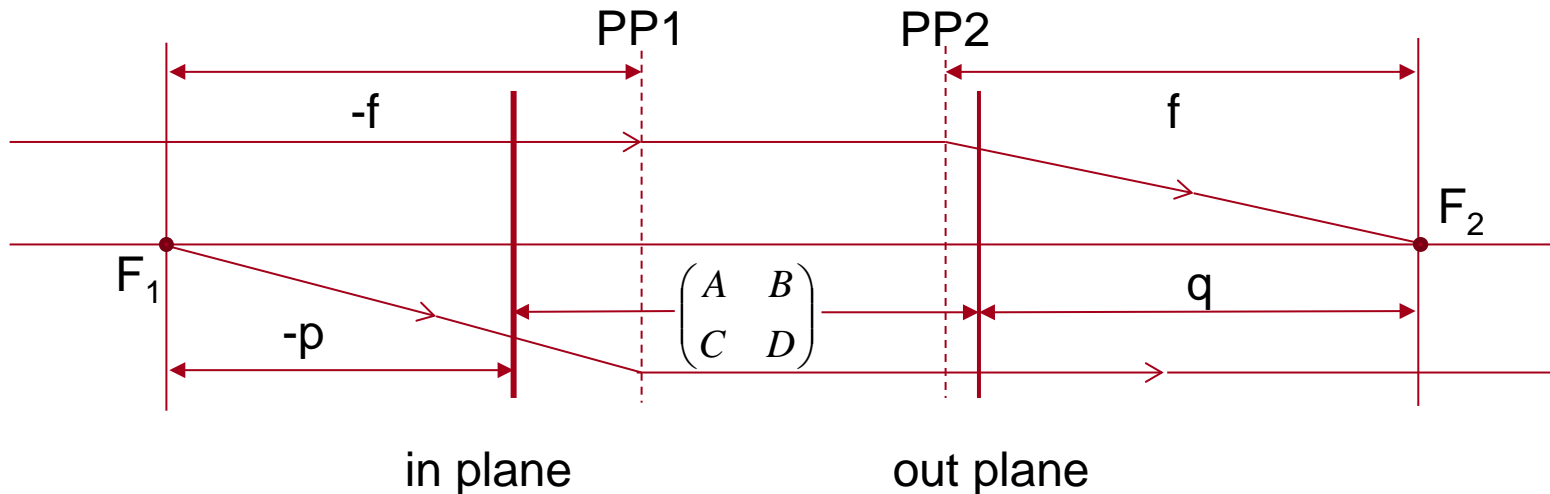 PP1 PP2
-f f
F₂
F₁
A B
C D
q
-p
in plane out plane